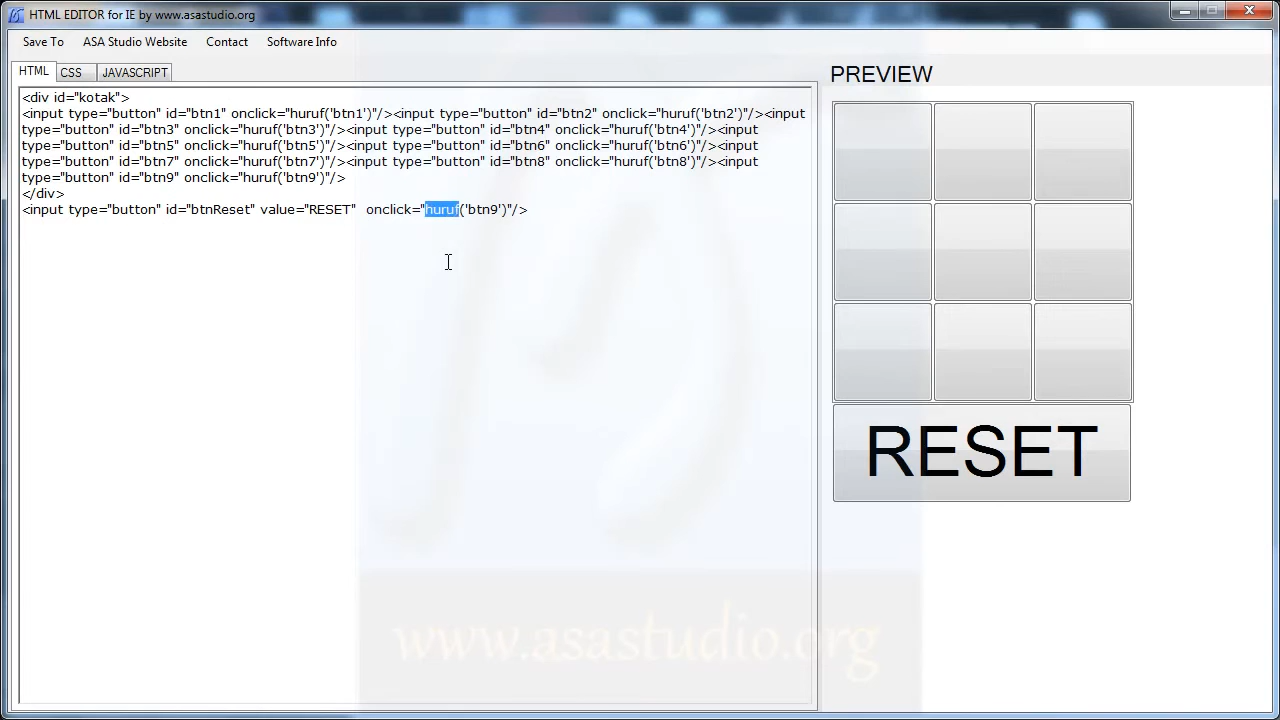 HTML EDITOR for IE by www.asastudio.org
Save To ASA Studio Website Contact Software Info
HTML CSS JAVASCRIPT
PREVIEW
<div id="kotak">
<input type="button" id="btn1" onclick="huruf('btn1')"/><input type="button" id="btn2" onclick="huruf('btn2')"/><input
type="button" id="btn3" onclick="huruf('btn3')"/><input type="button" id="btn4" onclick="huruf('btn4')"/><input
type="button" id="btn5" onclick="huruf('btn5')"/><input type="button" id="btn6" onclick="huruf('btn6')"/><input
type="button" id="btn7" onclick="huruf('btn7')"/><input type="button" id="btn8" onclick="huruf('btn8')"/><input
type="button" id="btn9" onclick="huruf('btn9')"/>
</div>
<input type="button" id="btnReset" value="RESET"  onclick="huruf('btn9')"/>
RESET
www.asastudio.org